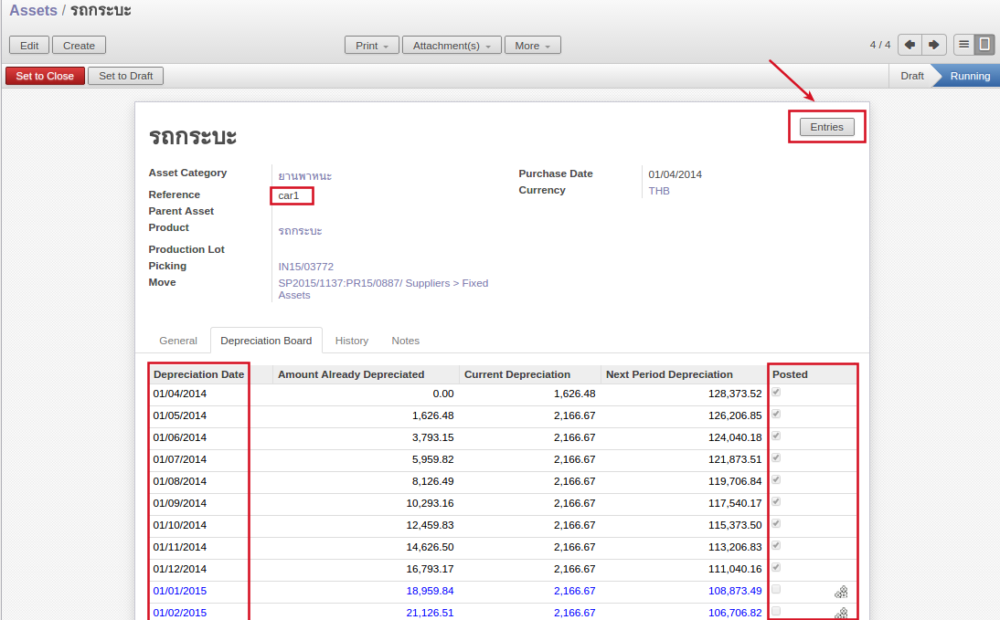 Assets / รถกระบะ
Edit Create Print Attachment(s) More 4 / 4
Set to Close Set to Draft Draft Running
Entries
รถกระบะ
Asset Category ยานพาหนะ Purchase Date 01/04/2014
Reference car1 Currency THB
Parent Asset
Product รถกระบะ
Production Lot
Picking IN15/03772
Move SP2015/1137:PR15/0887/ Suppliers > Fixed
Assets
General Depreciation Board History Notes
Depreciation Date Amount Already Depreciated Current Depreciation Next Period Depreciation Posted
01/04/2014 0.00 1,626.48 128,373.52
01/05/2014 1,626.48 2,166.67 126,206.85
01/06/2014 3,793.15 2,166.67 124,040.18
01/07/2014 5,959.82 2,166.67 121,873.51
01/08/2014 8,126.49 2,166.67 119,706.84
01/09/2014 10,293.16 2,166.67 117,540.17
01/10/2014 12,459.83 2,166.67 115,373.50
01/11/2014 14,626.50 2,166.67 113,206.83
01/12/2014 16,793.17 2,166.67 111,040.16
01/01/2015 18,959.84 2,166.67 108,873.49
01/02/2015 21,126.51 2,166.67 106,706.82